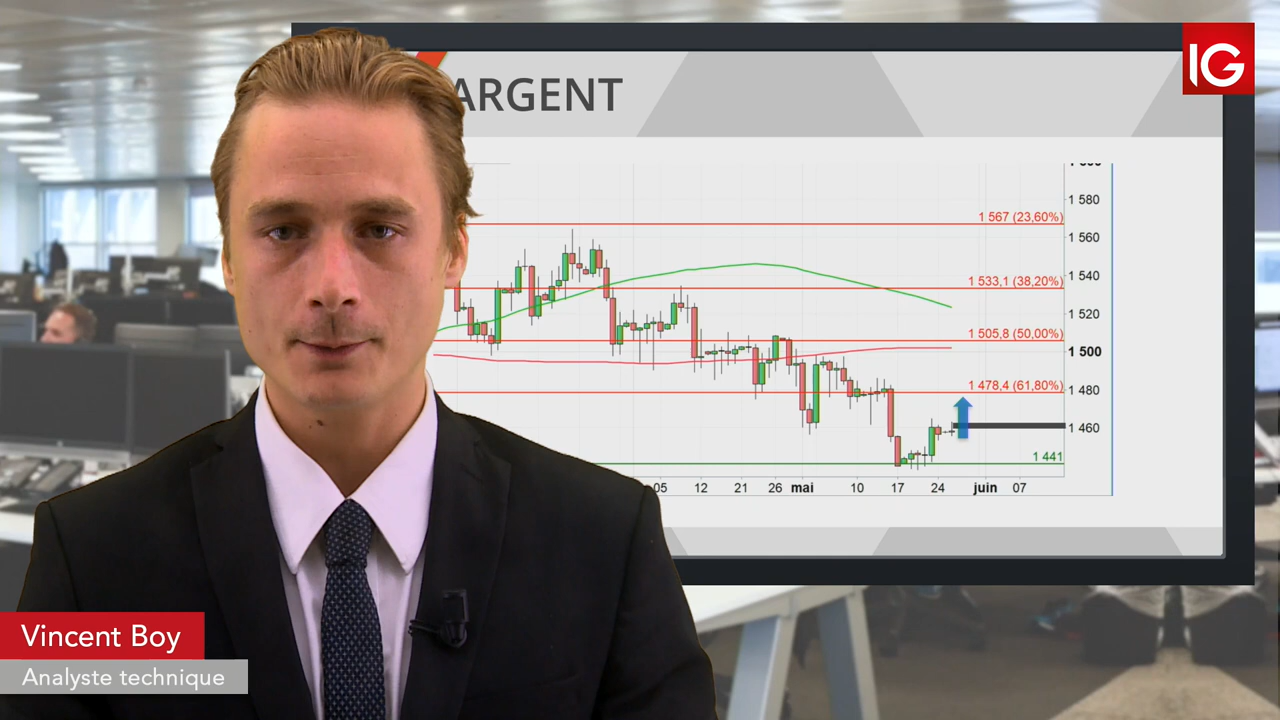 ARGENT
IG
1 580
1 567 (23,60%)
1 560
1 540
1 533,1 (38,20%)
1 520
1 505,8 (50,00%)
1 500
1 478,4 (61,80%)
1 480
1 460
1 441
05 12 21 26 mai 10 17 24 juin 07
Vincent Boy
Analyste technique